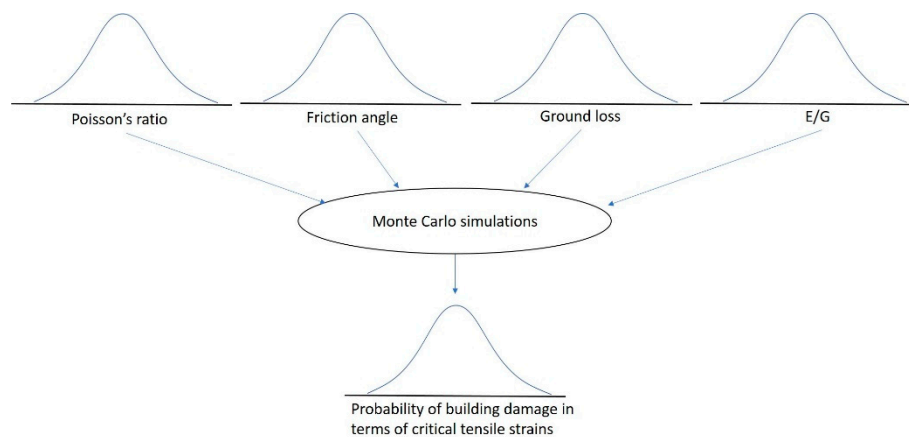 Poisson's ratio
Friction angle
Ground loss
E/G
Monte Carlo simulations
Probability of building damage in
terms of critical tensile strains